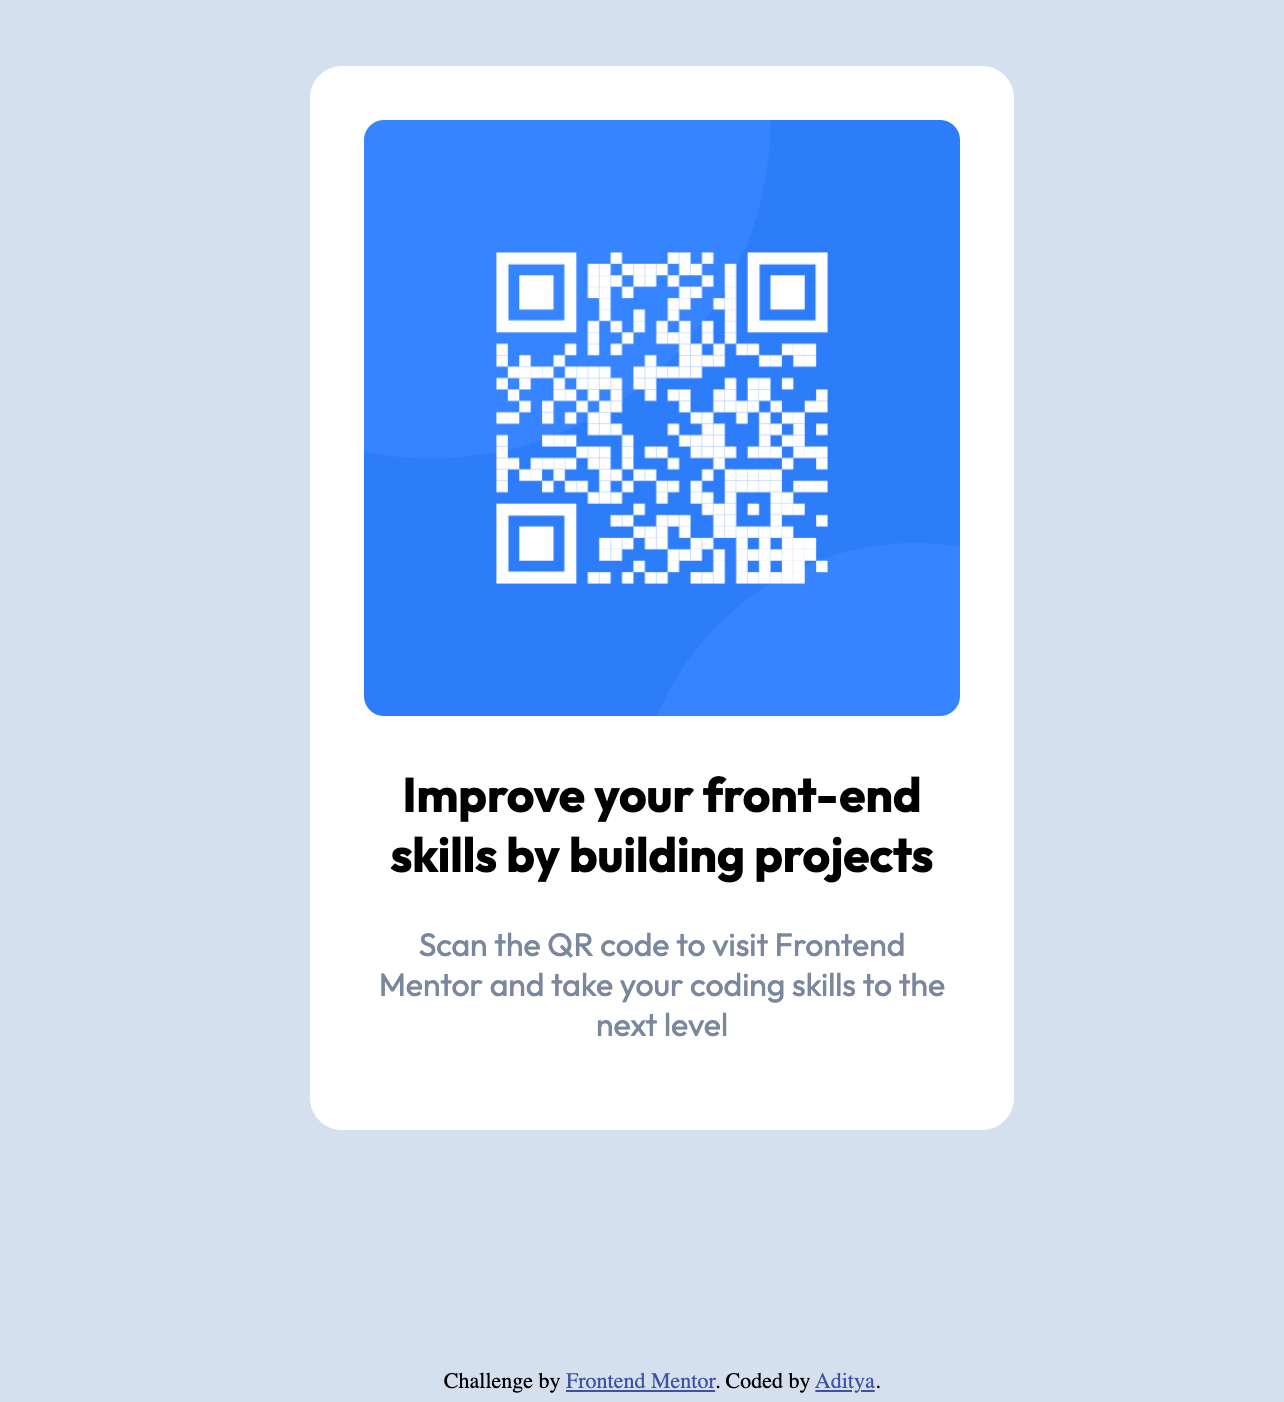 Improve your front-end
skills by building projects
Scan the QR code to visit Frontend
Mentor and take your coding skills to the
next level
Challenge by Frontend Mentor. Coded by Aditya.